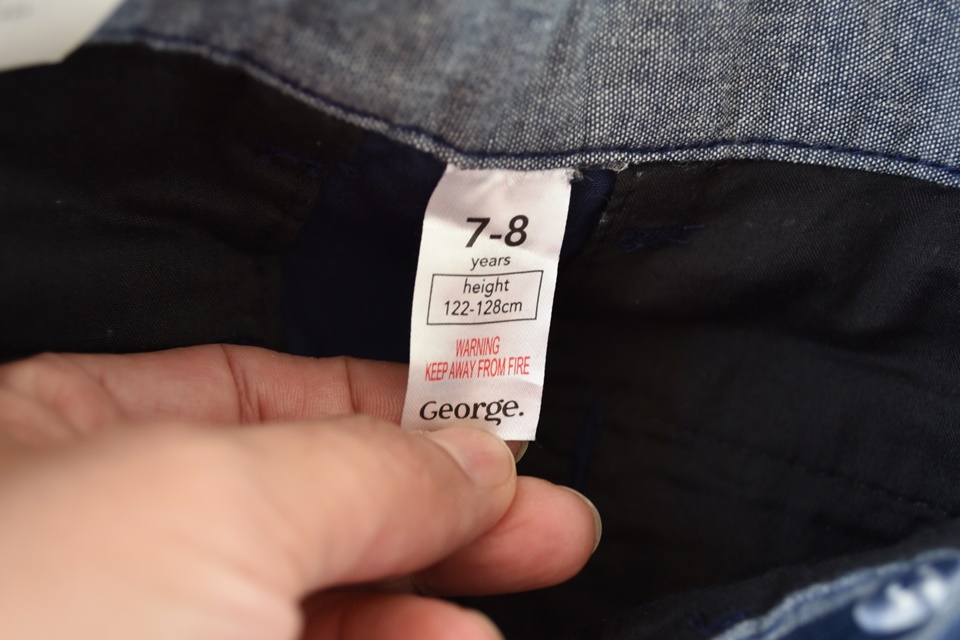 7-8
years
height
122-128cm
WARNING
KEEP AWAY FROM FIRE
George.